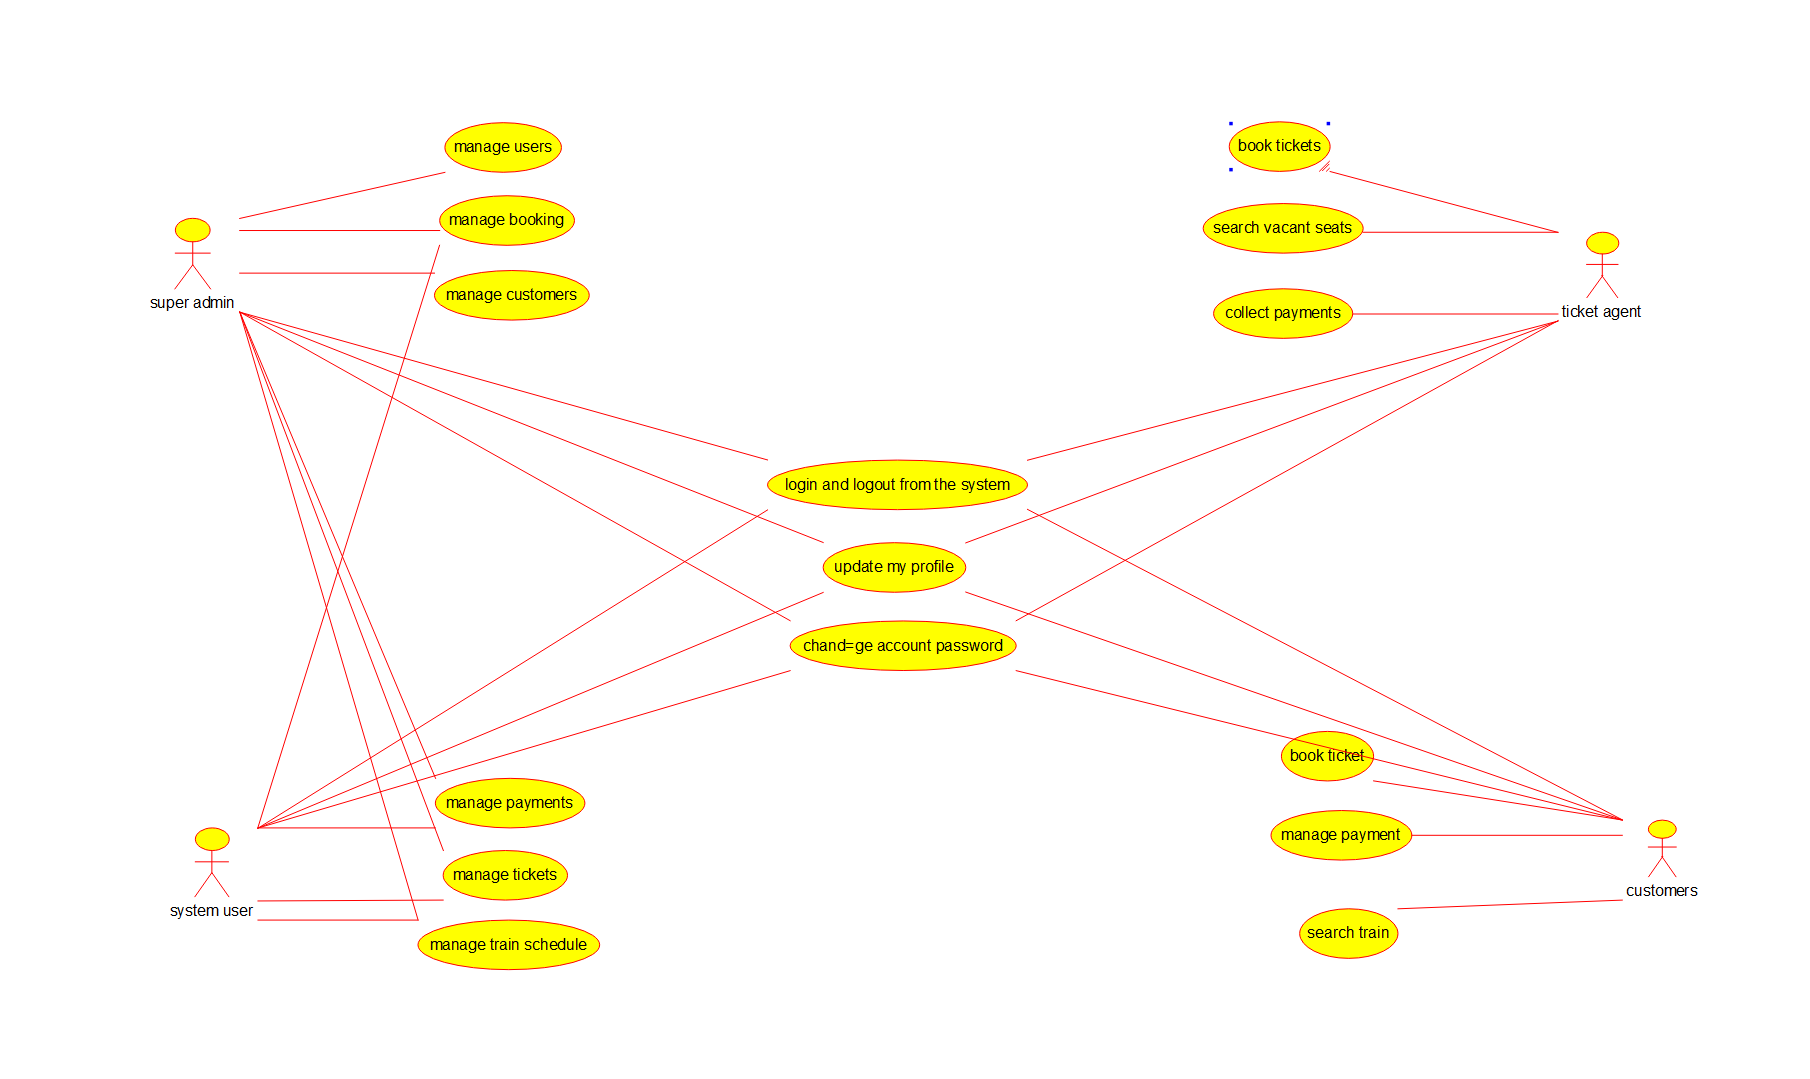 manage users
book tickets
manage booking
search vacant seats
manage customers
super admin
collect payments
ticket agent
login and logout from the system
update my profile
chand=ge account password
book ticket
manage payments
manage payment
manage tickets
customers
system user
search train
manage train schedule